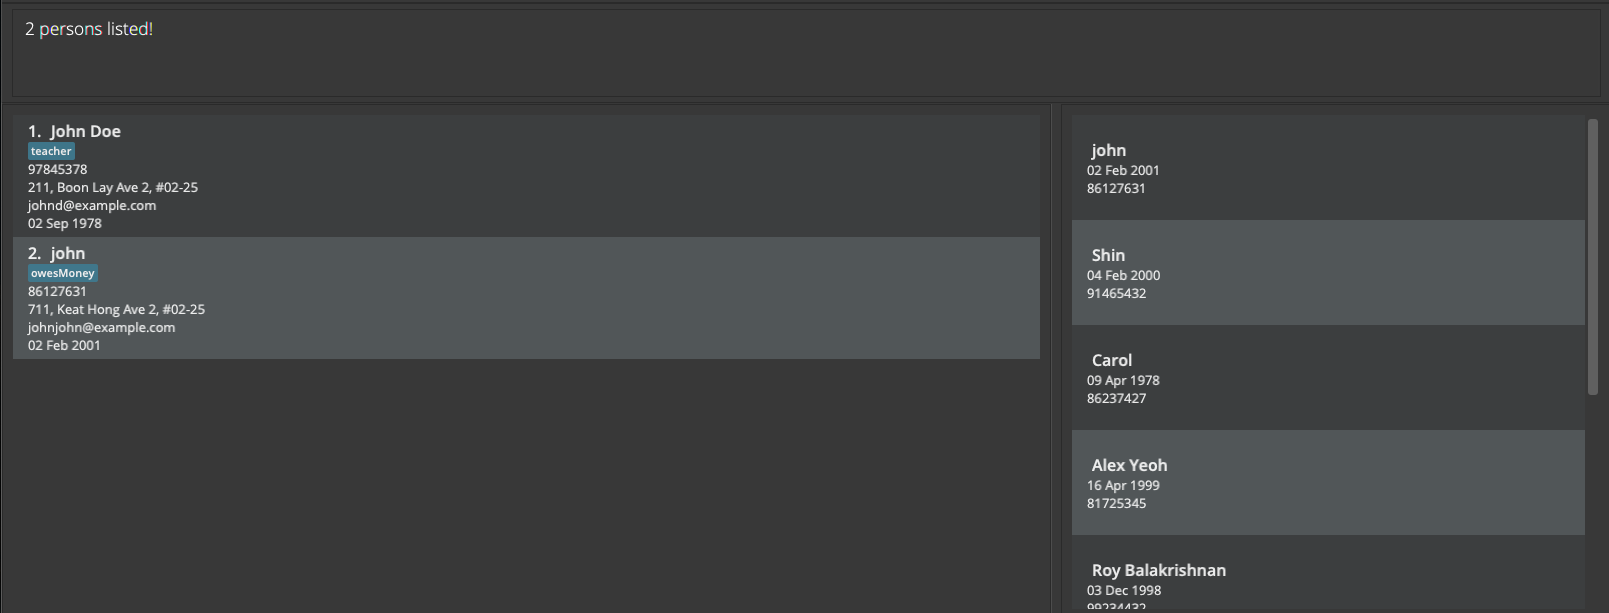 2 persons listed!
1. John Doe
teacher
97845378
211, Boon Lay Ave 2, #02-25
johnd@example.com
02 Sep 1978
2. john
owesMoney
86127631
711, Keat Hong Ave 2, #02-25
johnjohn@example.com
02 Feb 2001
john
02 Feb 2001
86127631
Shin
04 Feb 2000
91465432
Carol
09 Apr 1978
86237427
Alex Yeoh
16 Apr 1999
81725345
Roy Balakrishnan
03 Dec 1998
99234432